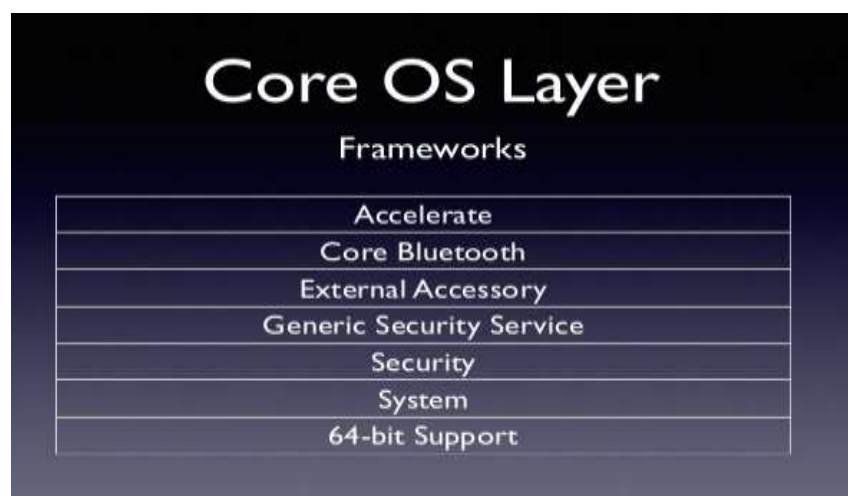 Core OS Layer
Frameworks
Accelerate
Core Bluetooth
External Accessory
Generic Security Service
Security
System
64-bit Support